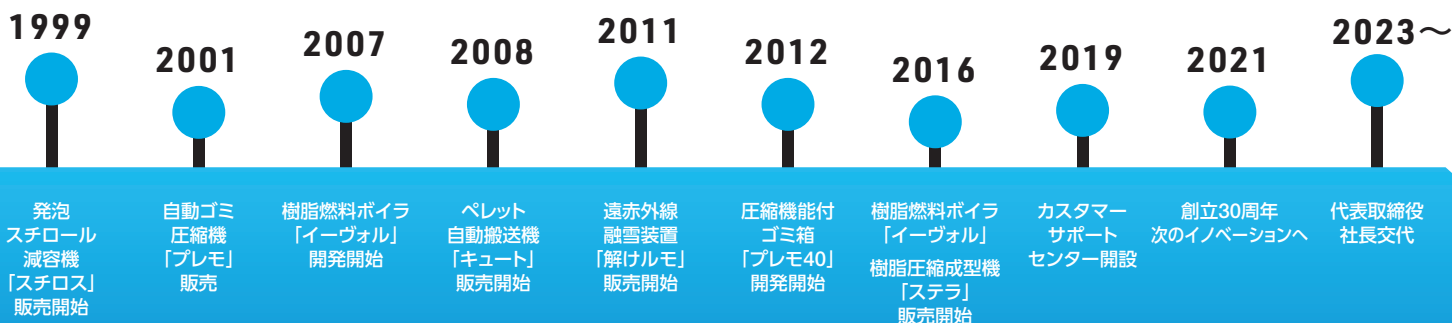 1999
発泡
スチロール
減容機
「スチロス」
販売開始
2001
自動ゴミ
圧縮機
「プレモ」
販売
2007
樹脂燃料ボイラ
「イーヴォル」
開発開始
2008
ペレット
自動搬送機
「キュート」
販売開始
2011
遠赤外線
融雪装置
「解けルモ」
販売開始
2012
圧縮機能付
ゴミ箱
「プレモ40」
開発開始
2016
樹脂燃料ボイラ
「イーヴォル」
樹脂圧縮成型機
「ステラ」
販売開始
2019
カスタマー
サポート
センター開設
2021
創立30周年
次のイノベーションへ
2023〜
代表取締役
社長交代